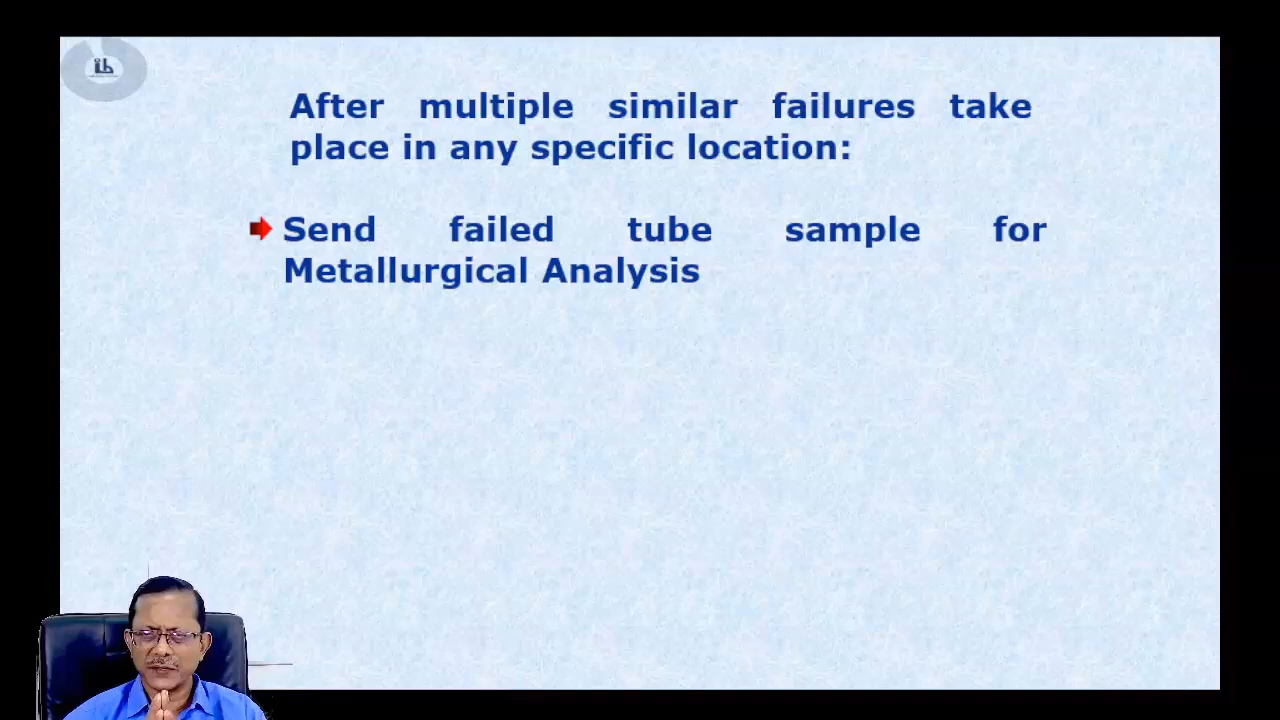 After multiple similar failures take
place in any specific location:
Send failed tube sample for
Metallurgical Analysis